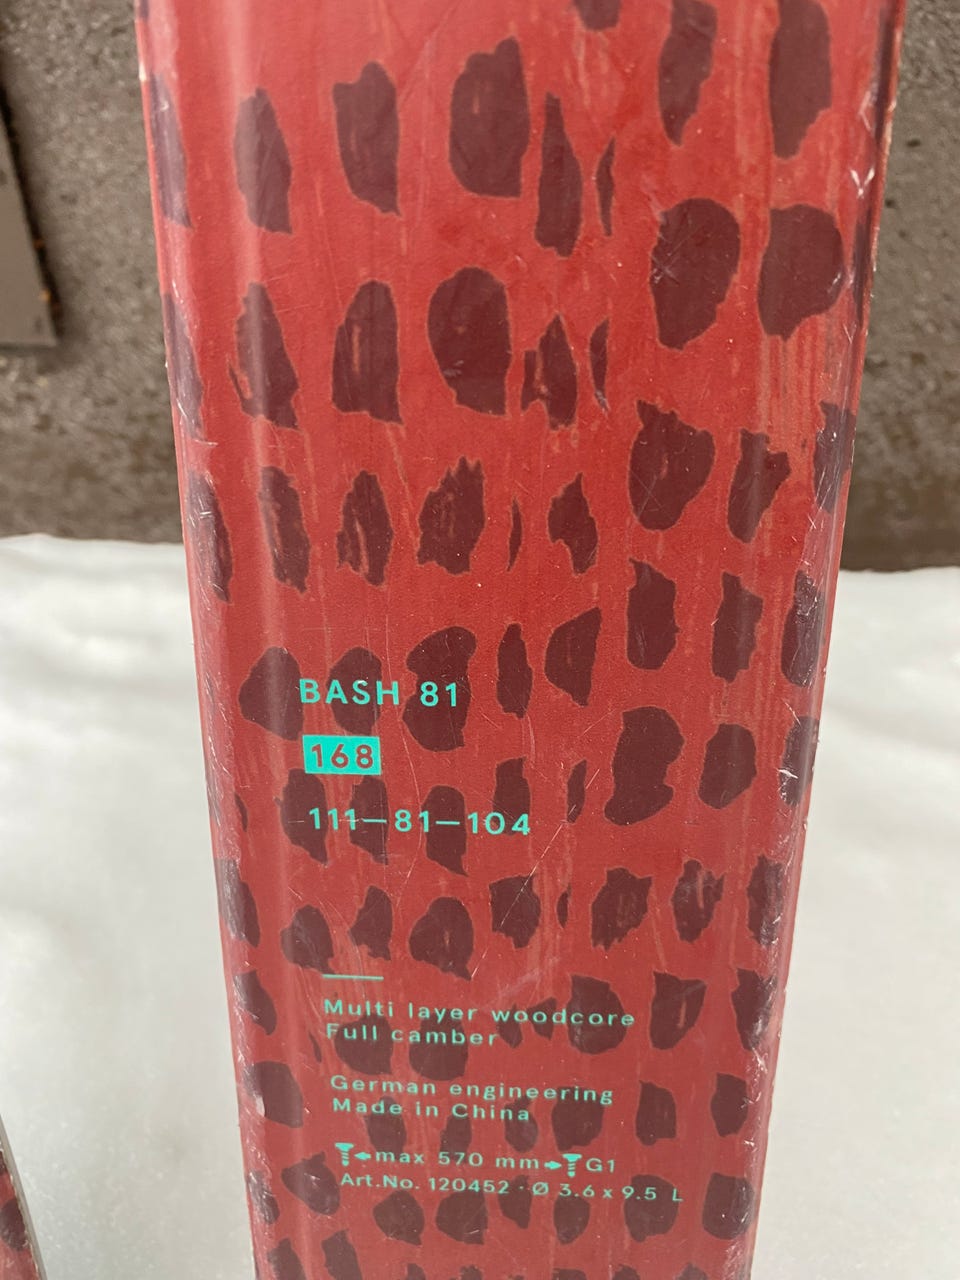 BASH 81
168
111—81—104
Multi layer woodcore
Full camber
German engineering
Made in China
max 570 mm G1
Art.No. 120452 · Ø 3.6 x 9.5 L